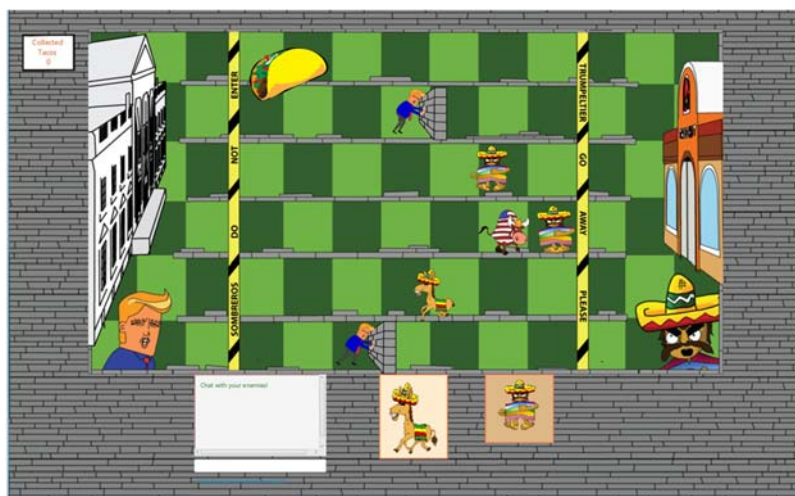 Collected
Tacos
0
ENTER
NOT
DO
SOMBREROS
TRUMPELTIER
GO
AWAY
PLEASE
Chat with your enemies!